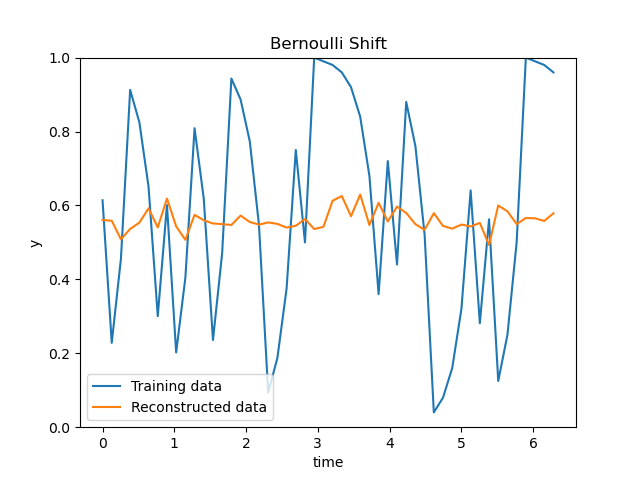 Bernoulli Shift
1.0
0.8
0.6
0.4
0.2
0.0
y
Training data
Reconstructed data
0 1 2 3 4 5 6
time